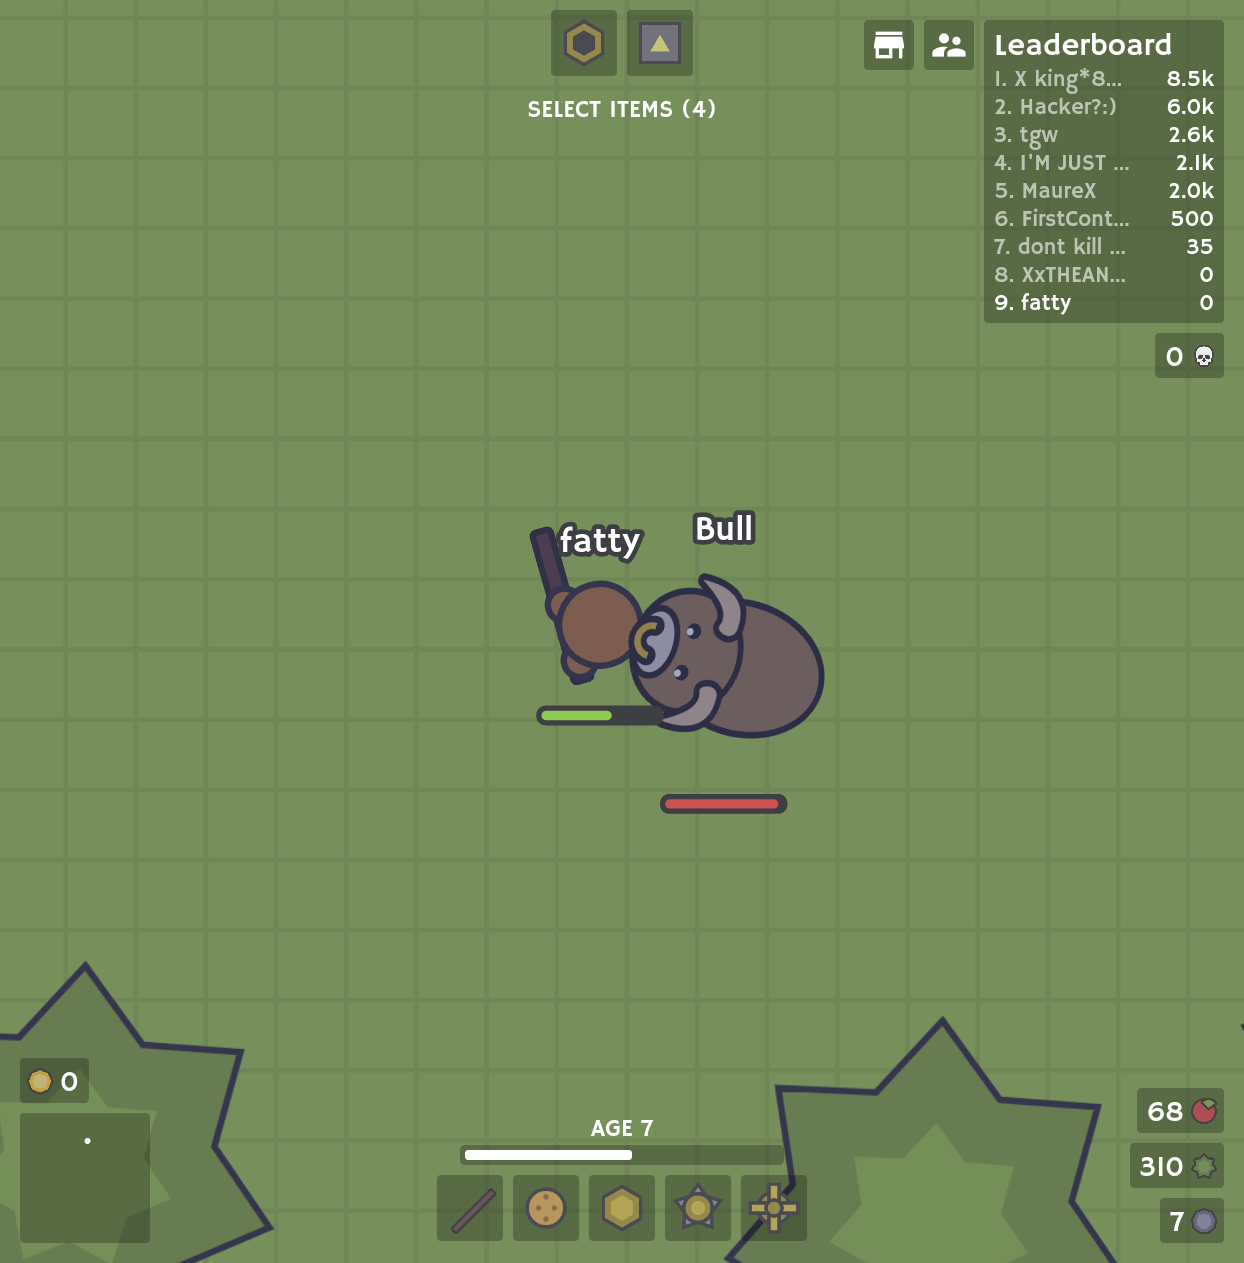 SELECT ITEMS (4)
Leaderboard
1. X king*8... 8.5k
2. Hacker?:) 6.0k
3. tgw 2.6k
4. I'M JUST ... 2.1k
5. MaureX 2.0k
6. FirstCont... 500
7. dont kill ... 35
8. XxTHEAN... 0
9. fatty 0
0
fatty
Bull
0
AGE 7
68
310
7